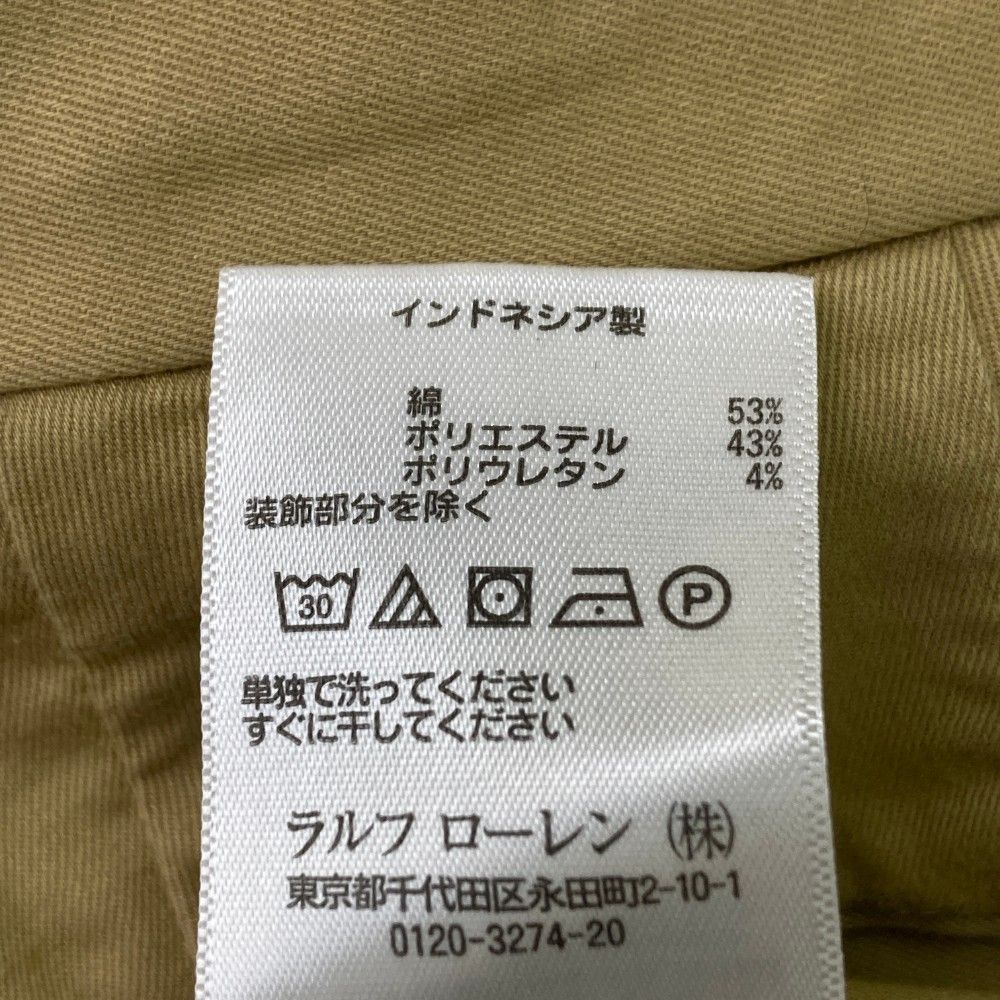 インドネシア製
綿 53%
ポリエステル 43%
ポリウレタン 4%
装飾部分を除く
30 P
単独で洗ってください
すぐに干してください
ラルフ ローレン (株)
東京都千代田区永田町2-10-1
0120-3274-20